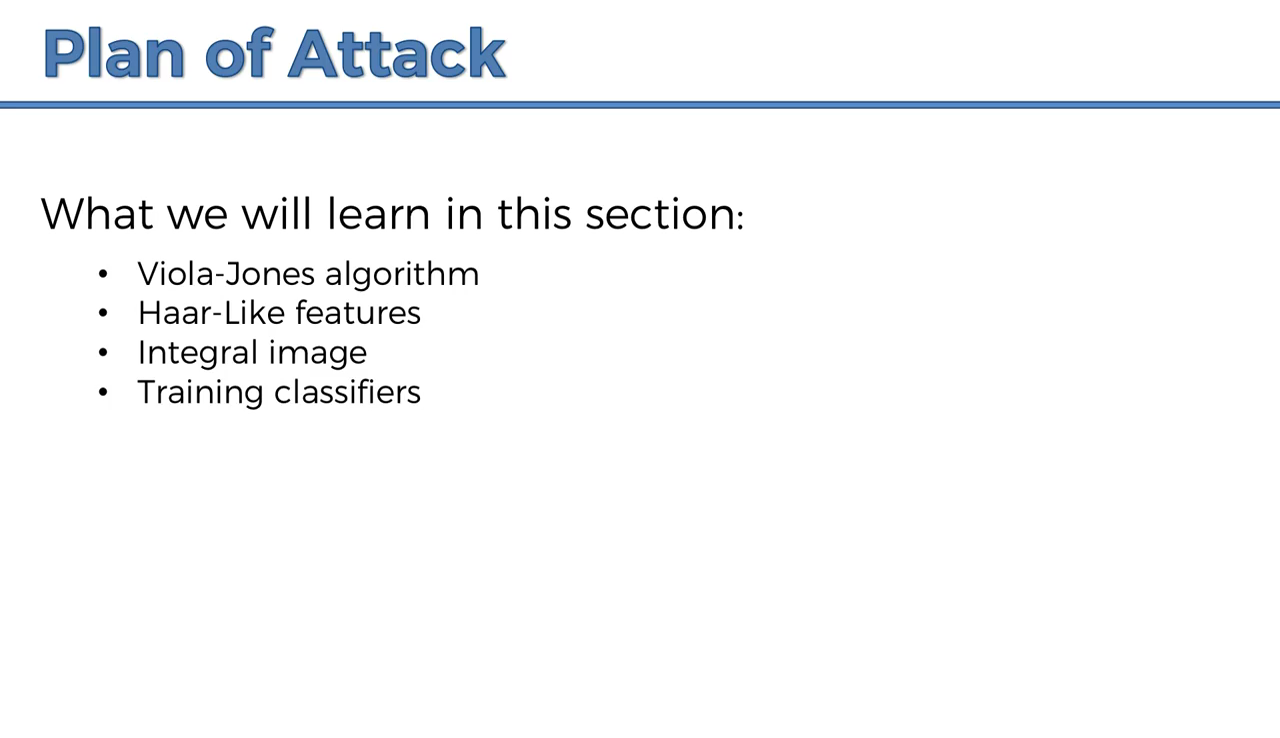 Plan of Attack
What we will learn in this section:
• Viola-Jones algorithm
• Haar-Like features
• Integral image
• Training classifiers